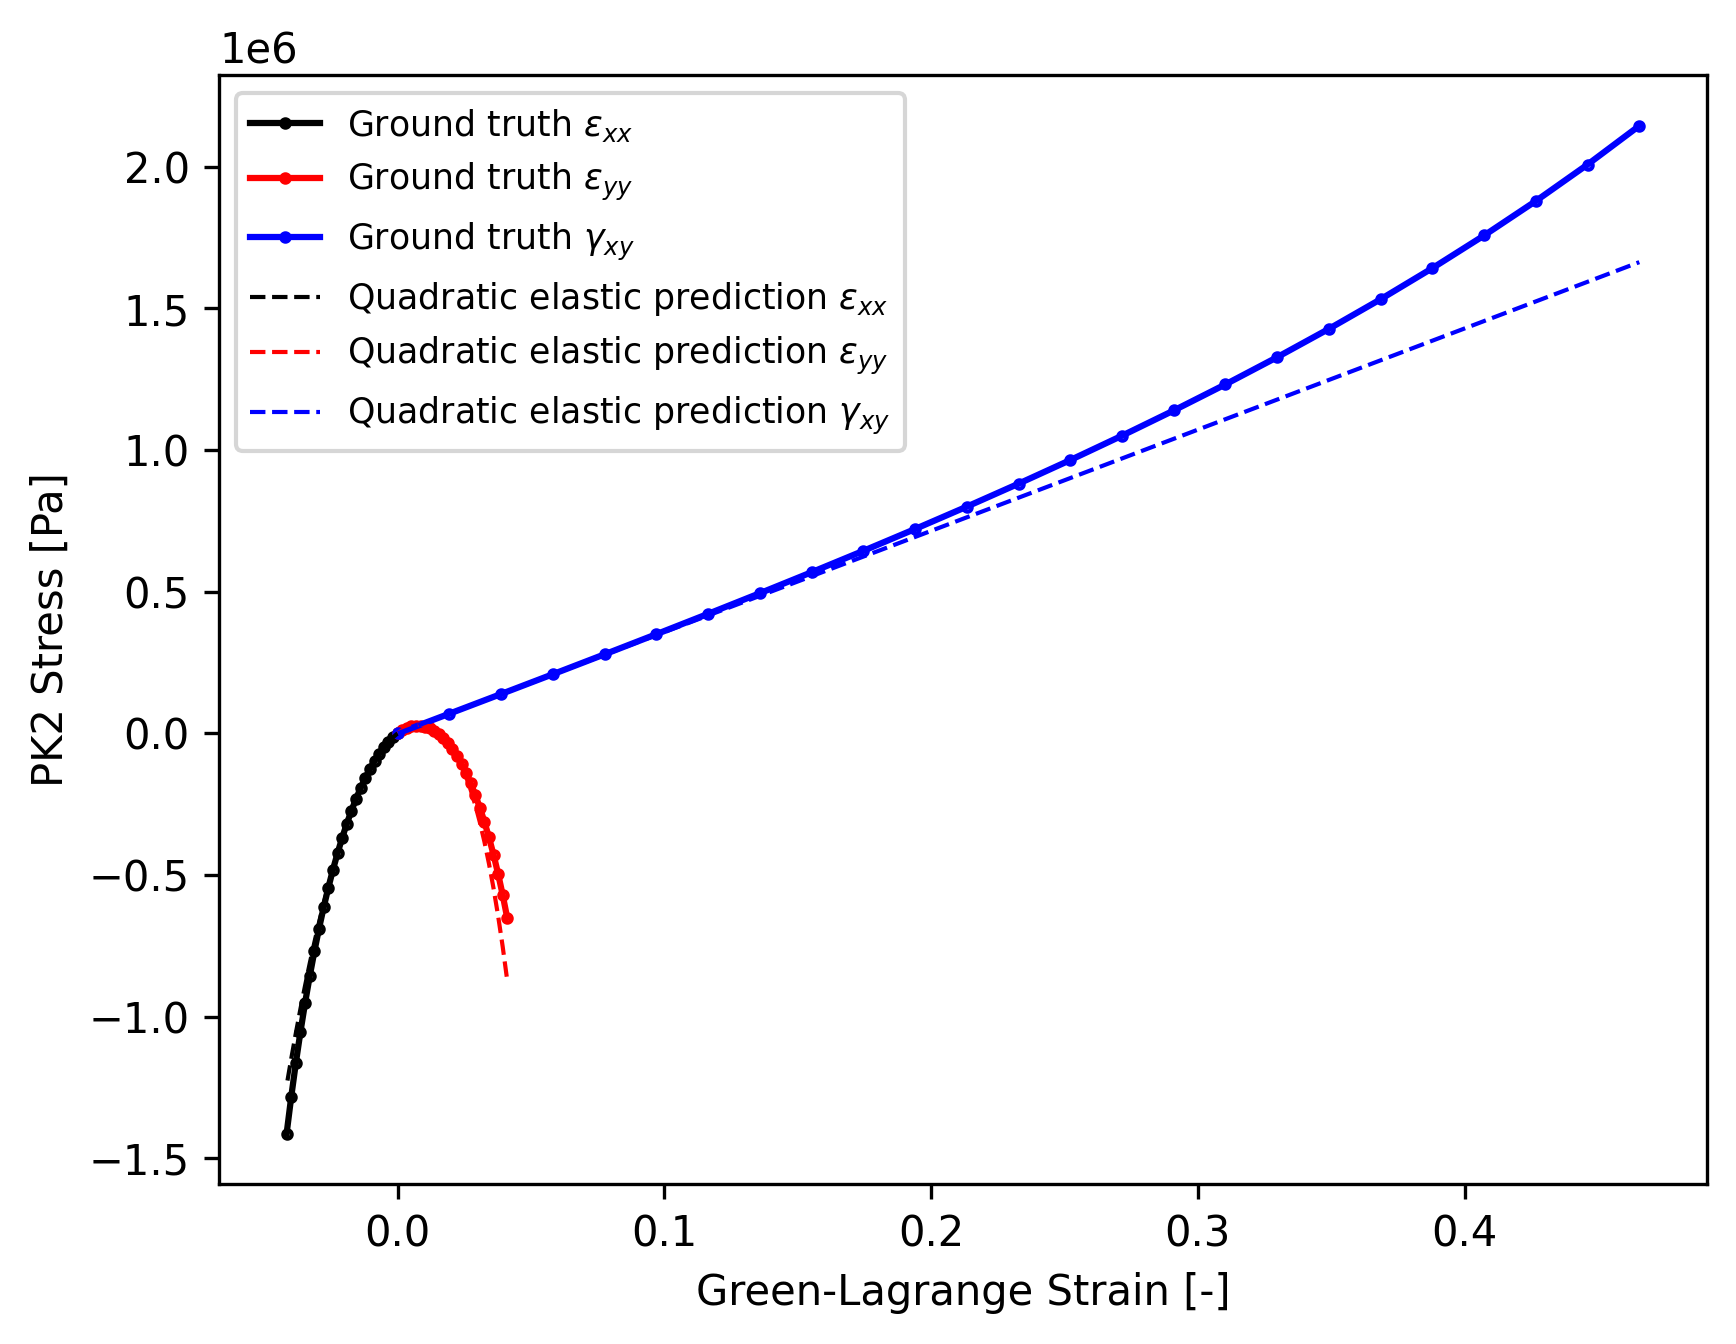 1e6
Ground truth εxx
Ground truth εyy
Ground truth γxy
Quadratic elastic prediction εxx
Quadratic elastic prediction εyy
Quadratic elastic prediction γxy
2.0
1.5
1.0
0.5
0.0
−0.5
−1.0
−1.5
PK2 Stress [Pa]
0.0 0.1 0.2 0.3 0.4
Green-Lagrange Strain [-]